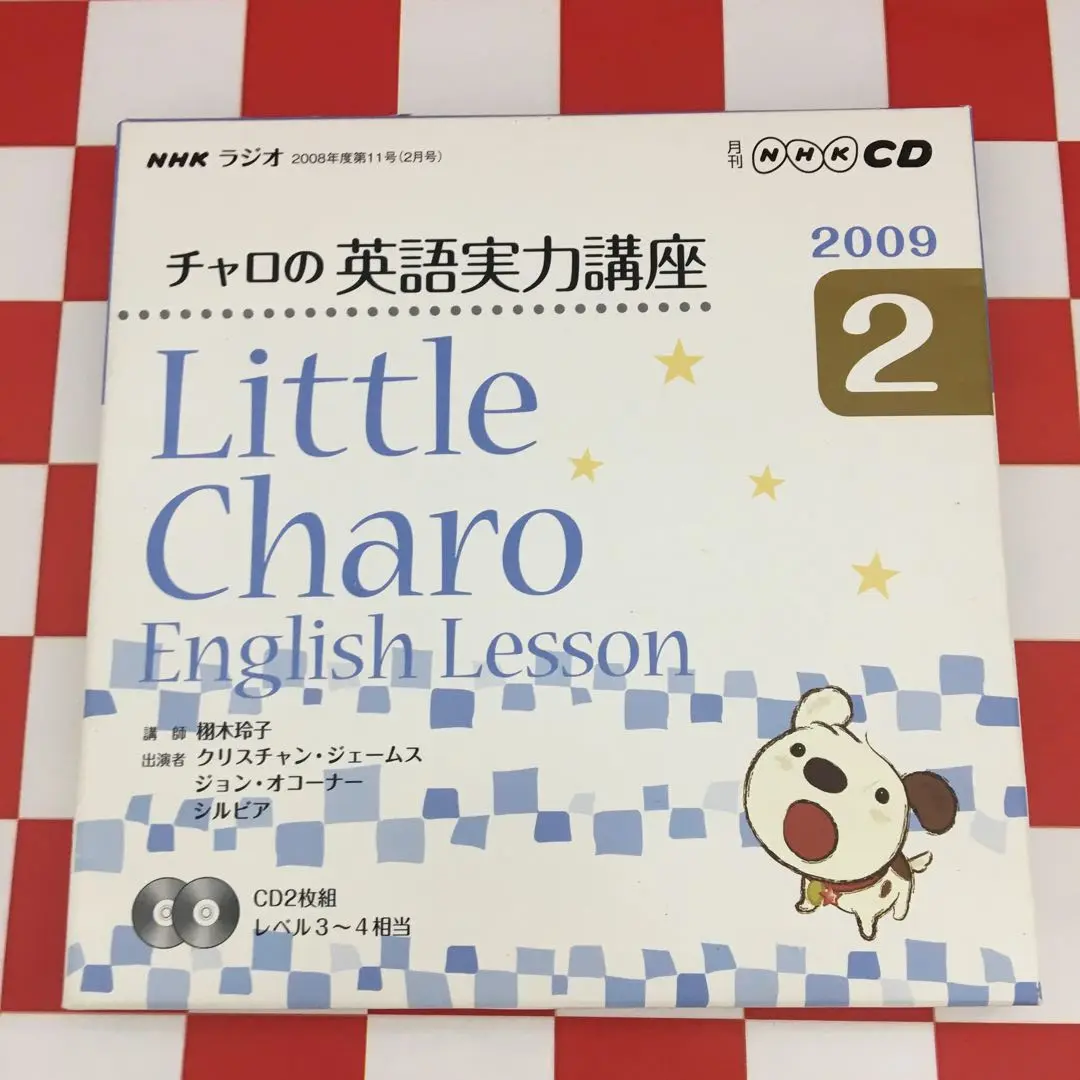 NHK ラジオ 2008年度第11号(2月号)
月刊 NHK CD
チャロの 英語実力講座
2009
2
Little
Charo
English Lesson
講師 栩木玲子
出演者 クリスチャン・ジェームス
ジョン・オコーナー
シルビア
CD2枚組
レベル3〜4相当